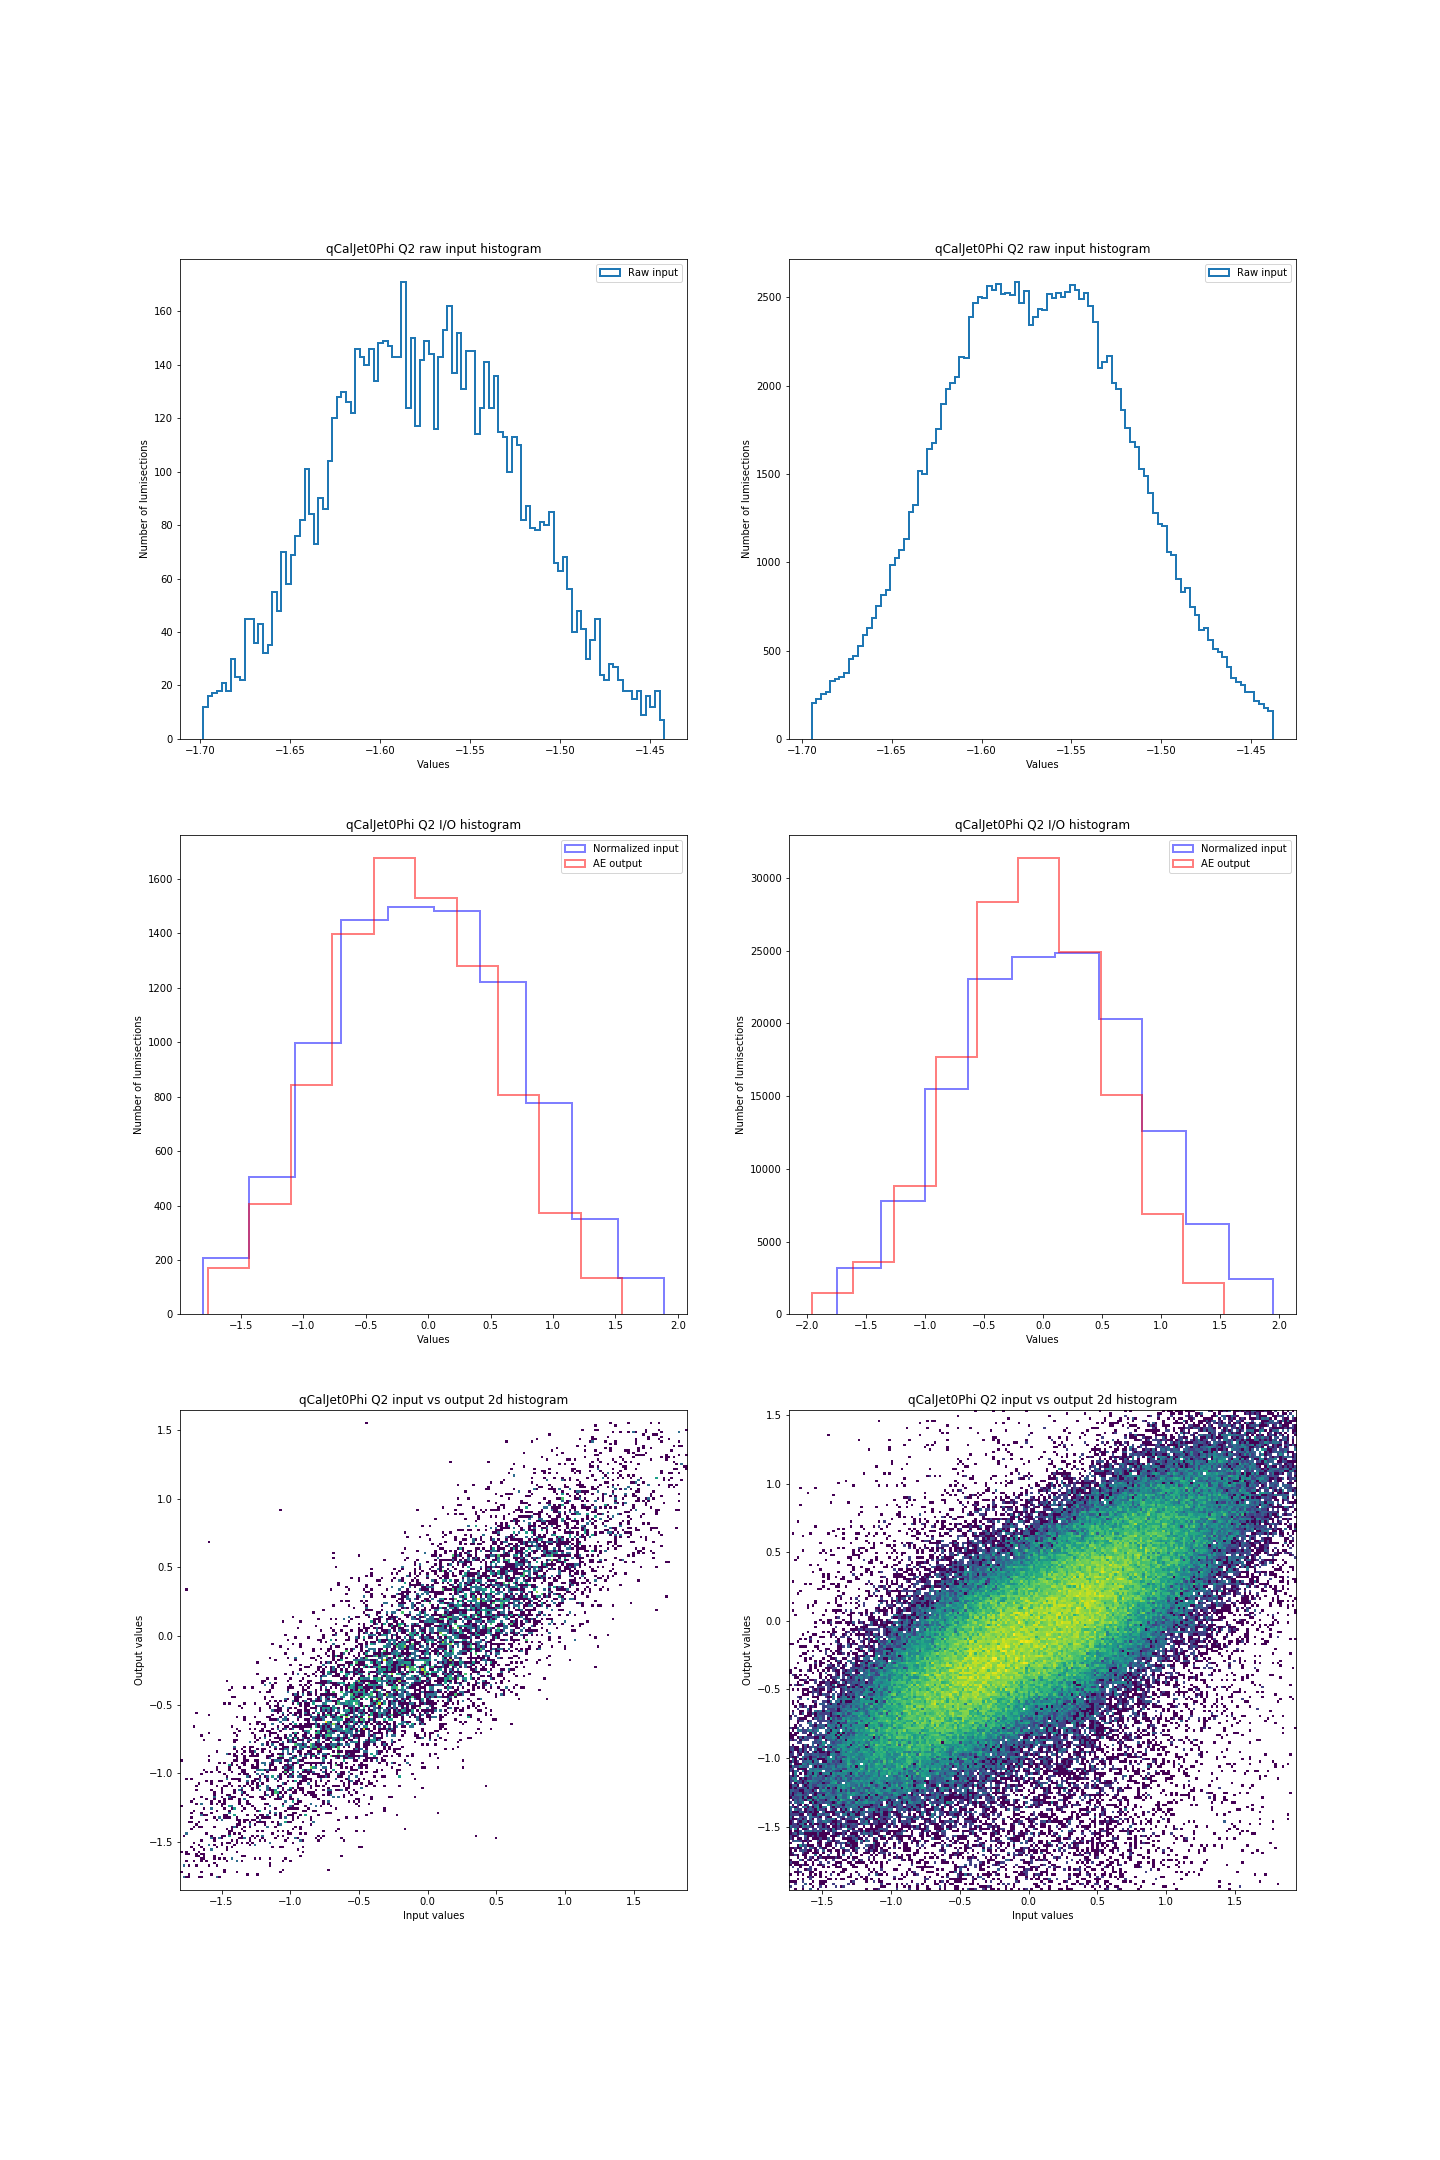 qCalJet0Phi Q2 raw input histogram
Raw input
160
140
120
100
80
60
40
20
0
Number of lumisections
−1.70 −1.65 −1.60 −1.55 −1.50 −1.45
Values
qCalJet0Phi Q2 raw input histogram
Raw input
2500
2000
1500
1000
500
0
Number of lumisections
−1.70 −1.65 −1.60 −1.55 −1.50 −1.45
Values
qCalJet0Phi Q2 I/O histogram
Normalized input
AE output
1600
1400
1200
1000
800
600
400
200
0
Number of lumisections
−1.5 −1.0 −0.5 0.0 0.5 1.0 1.5 2.0
Values
qCalJet0Phi Q2 I/O histogram
Normalized input
AE output
30000
25000
20000
15000
10000
5000
0
Number of lumisections
−2.0 −1.5 −1.0 −0.5 0.0 0.5 1.0 1.5 2.0
Values
qCalJet0Phi Q2 input vs output 2d histogram
1.5
1.0
0.5
0.0
−0.5
−1.0
−1.5
Output values
−1.5 −1.0 −0.5 0.0 0.5 1.0 1.5
Input values
qCalJet0Phi Q2 input vs output 2d histogram
1.5
1.0
0.5
0.0
−0.5
−1.0
−1.5
Output values
−1.5 −1.0 −0.5 0.0 0.5 1.0 1.5
Input values